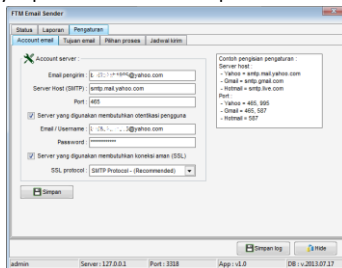 FTM Email Sender
Status Laporan Pengaturan
Account email Tujuan email Pilihan proses Jadwal kirim
Account server :
Email pengirim : @yahoo.com
Server Host (SMTP) : smtp.mail.yahoo.com
Port : 465
Server yang digunakan membutuhkan otentikasi pengguna
Email / Username : @yahoo.com
Password : ************
Server yang digunakan membutuhkan koneksi aman (SSL)
SSL protocol : SMTP Protocol - (Recommended)
Simpan
Contoh pengisian pengaturan :
Server host :
- Yahoo = smtp.mail.yahoo.com
- Gmail = smtp.gmail.com
- Hotmail = smtp.live.com
Port :
- Yahoo = 465, 995
- Gmail = 465, 587
- Hotmail = 587
Simpan log Hide
admin Server : 127.0.0.1 Port : 3318 App : v1.0 DB : v.2013.07.17